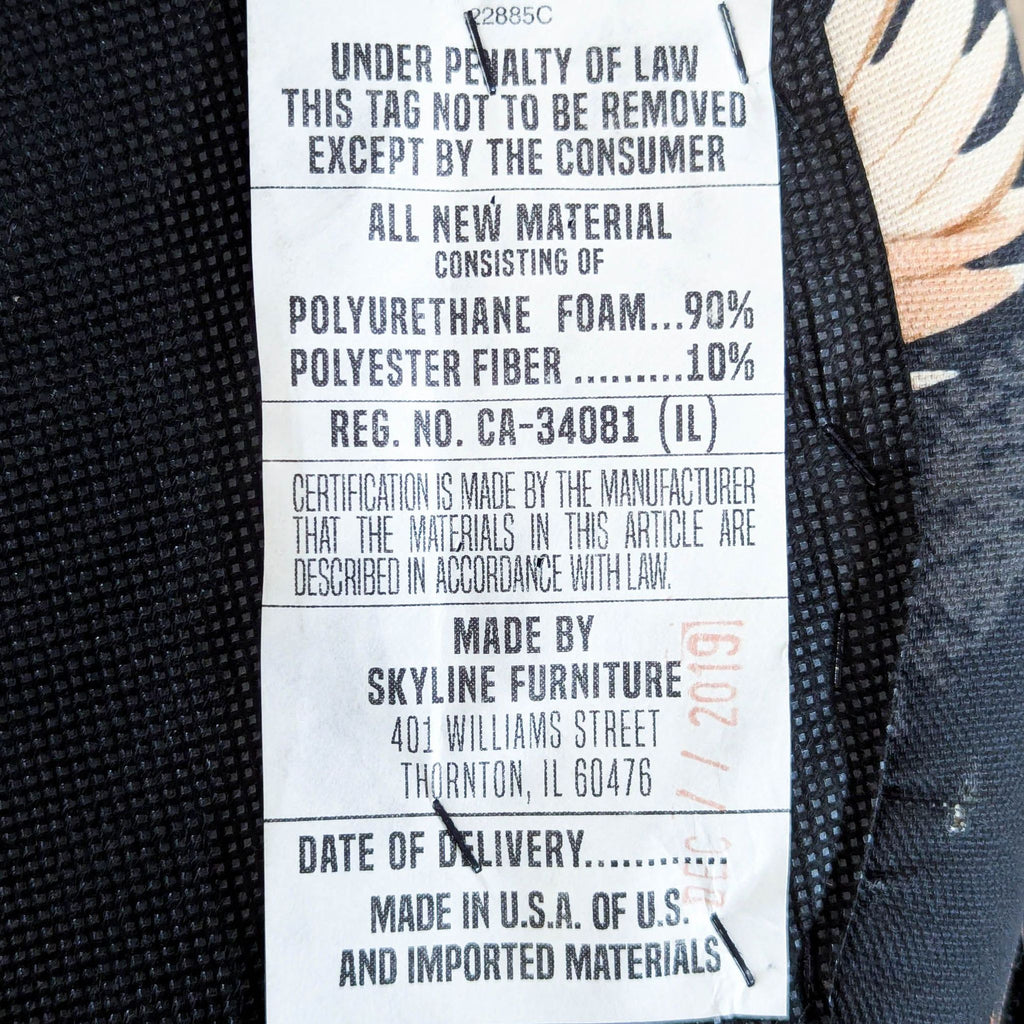 22885C
UNDER PENALTY OF LAW
THIS TAG NOT TO BE REMOVED
EXCEPT BY THE CONSUMER
ALL NEW MATERIAL
CONSISTING OF
POLYURETHANE FOAM...90%
POLYESTER FIBER ..........10%
REG. NO. CA-34081 (IL)
CERTIFICATION IS MADE BY THE MANUFACTURER
THAT THE MATERIALS IN THIS ARTICLE ARE
DESCRIBED IN ACCORDANCE WITH LAW.
MADE BY
SKYLINE FURNITURE
401 WILLIAMS STREET
THORNTON, IL 60476
DATE OF DELIVERY............
MADE IN U.S.A. OF U.S.
AND IMPORTED MATERIALS
DEC / / 2019